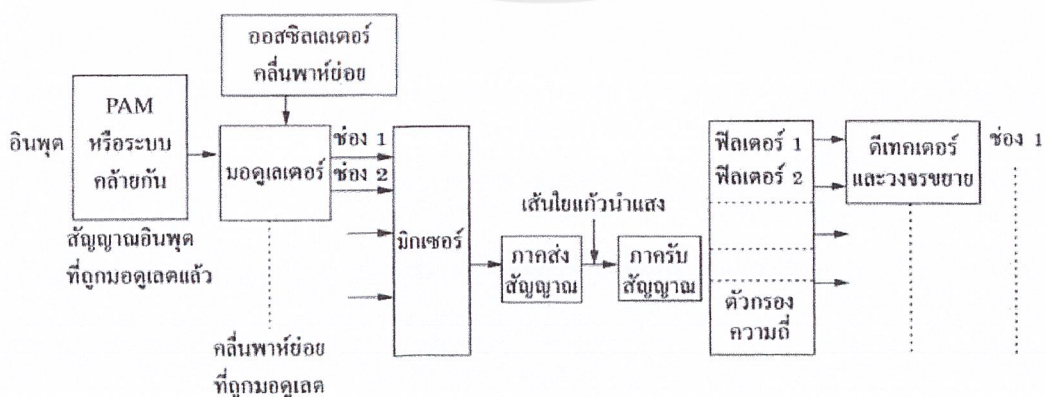 ออสซิลเลเตอร์
คลื่นพาห์ย่อย
อินพุต
PAM
หรือระบบ
คล้ายกัน
สัญญาณอินพุต
ที่ถูกมอดูเลตแล้ว
มอดูเลเตอร์
ช่อง 1
ช่อง 2
คลื่นพาห์ย่อย
ที่ถูกมอดูเลต
มิกเซอร์
ภาคส่ง
สัญญาณ
เส้นใยแก้วนำแสง
ภาครับ
สัญญาณ
ฟิลเตอร์ 1
ฟิลเตอร์ 2
ตัวกรอง
ความถี่
ดีเทคเตอร์
และวงจรขยาย
ช่อง 1